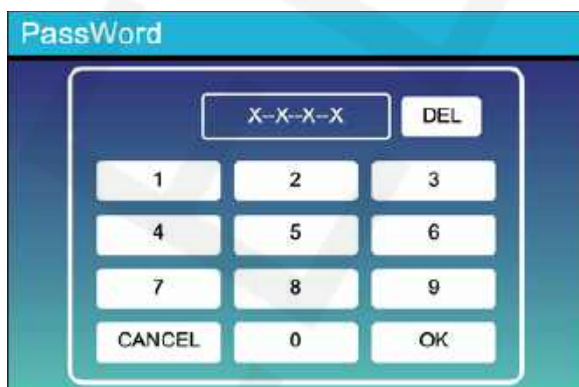 PassWord
X--X--X--X DEL
1 2 3
4 5 6
7 8 9
CANCEL 0 OK